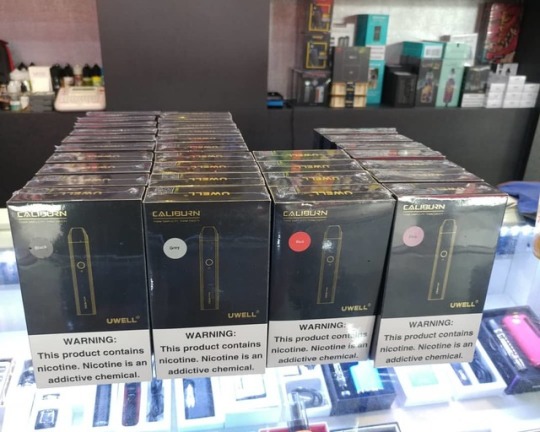 CALIBURN
Black
UWELL
WARNING:
This product contains
nicotine. Nicotine is an
addictive chemical.
CALIBURN
Grey
UWELL
WARNING:
This product contains
nicotine. Nicotine is an
addictive chemical.
CALIBURN
Red
UWELL
WARNING:
This product contains
nicotine. Nicotine is an
addictive chemical.
CALIBURN
Pink
UWELL
WARNING:
This product contains
nicotine. Nicotine is an
addictive chemical.